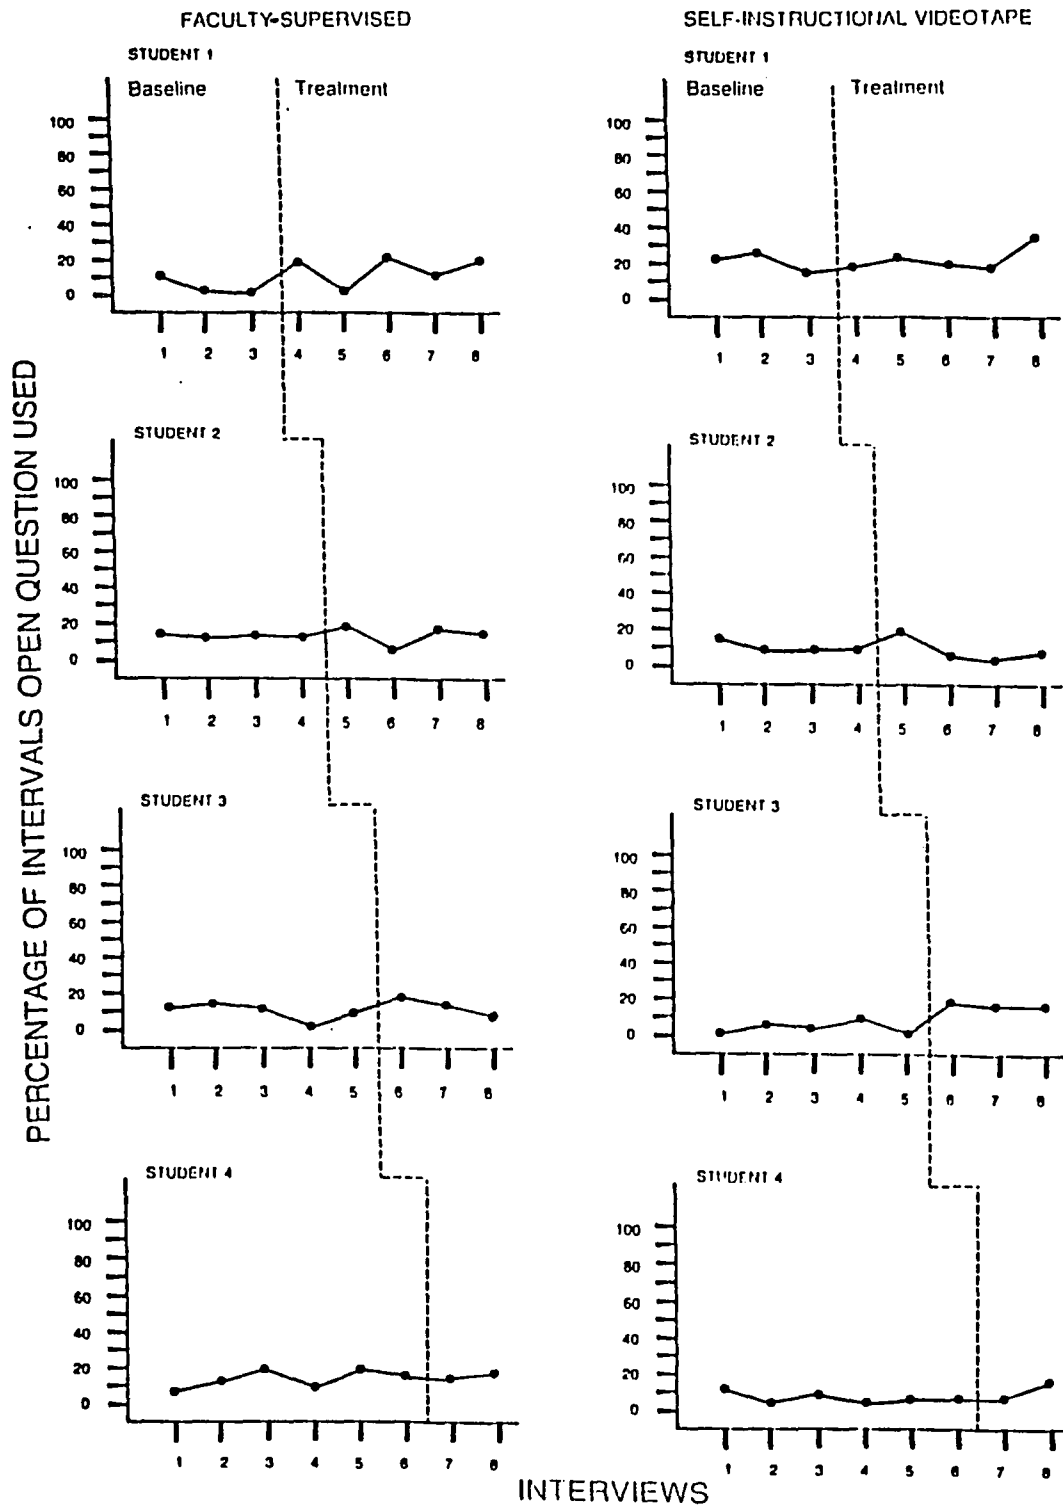 FACULTY-SUPERVISED
SELF-INSTRUCTIONAL VIDEOTAPE
PERCENTAGE OF INTERVALS OPEN QUESTION USED
STUDENT 1
Baseline
Treatment
100
80
60
40
20
0
1 2 3 4 5 6 7 8
STUDENT 1
Baseline
Treatment
100
80
60
40
20
0
1 2 3 4 5 6 7 8
STUDENT 2
100
80
60
40
20
0
1 2 3 4 5 6 7 8
STUDENT 2
100
80
60
40
20
0
1 2 3 4 5 6 7 8
STUDENT 3
100
80
60
40
20
0
1 2 3 4 5 6 7 8
STUDENT 3
100
80
60
40
20
0
1 2 3 4 5 6 7 8
STUDENT 4
100
80
60
40
20
0
1 2 3 4 5 6 7 8
STUDENT 4
100
80
60
40
20
0
1 2 3 4 5 6 7 8
INTERVIEWS